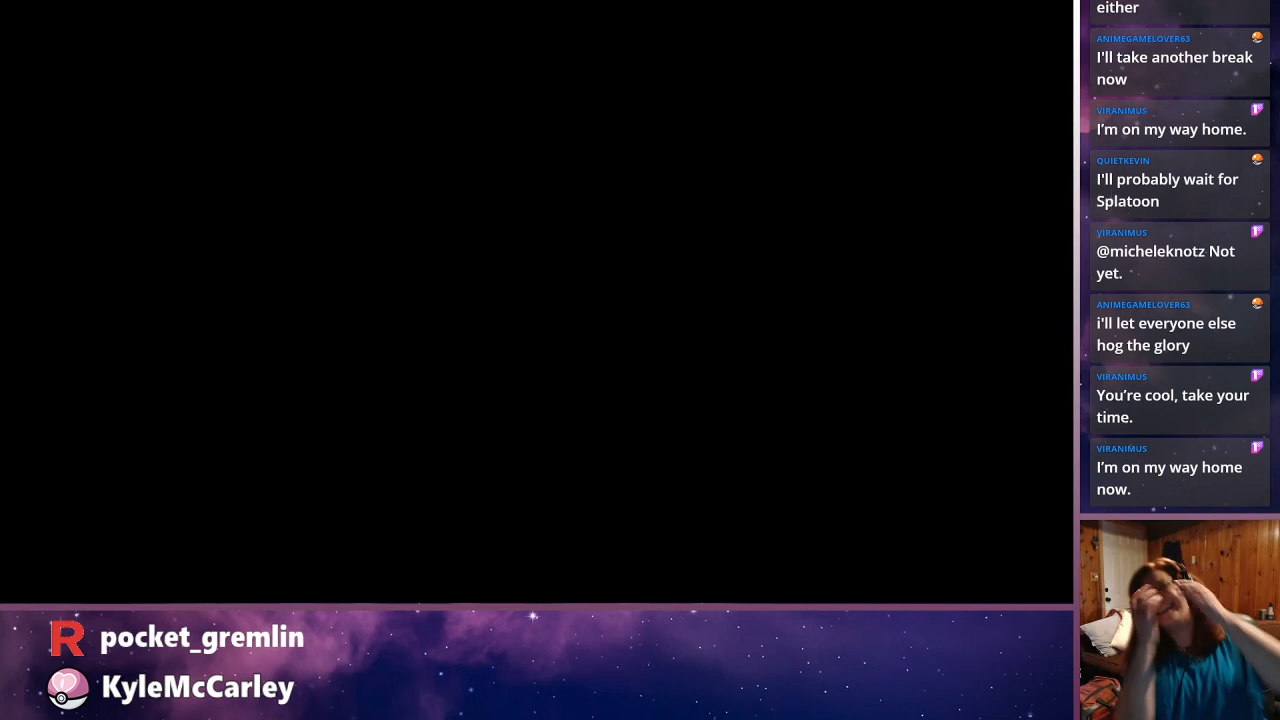 either
ANIMEGAMELOVER63
I'll take another break
now
VIRANIMUS
I'm on my way home.
QUIETKEVIN
I'll probably wait for
Splatoon
VIRANIMUS
@micheleknotz Not
yet.
ANIMEGAMELOVER63
i'll let everyone else
hog the glory
VIRANIMUS
You're cool, take your
time.
VIRANIMUS
I'm on my way home
now.
R pocket_gremlin
KyleMcCarley